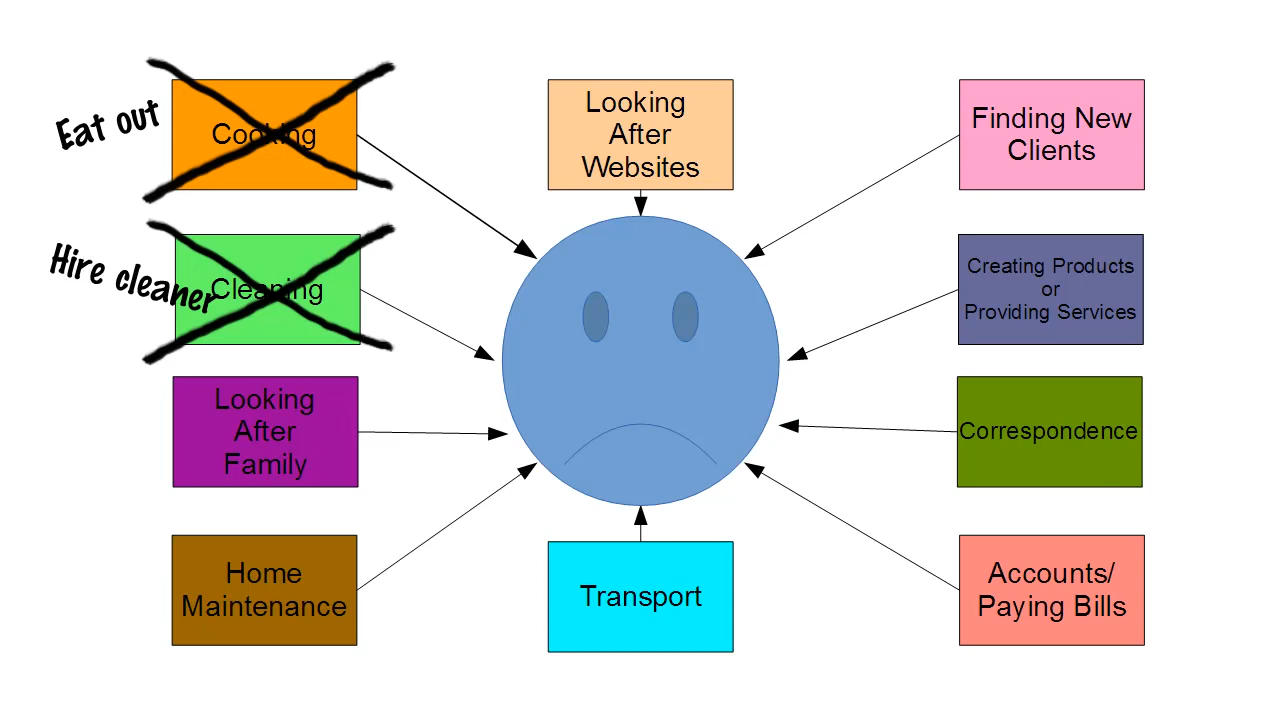 Eat out
Cooking
Hire cleaner
Cleaning
Looking
After
Family
Home
Maintenance
Looking
After
Websites
Transport
Finding New
Clients
Creating Products
or
Providing Services
Correspondence
Accounts/
Paying Bills